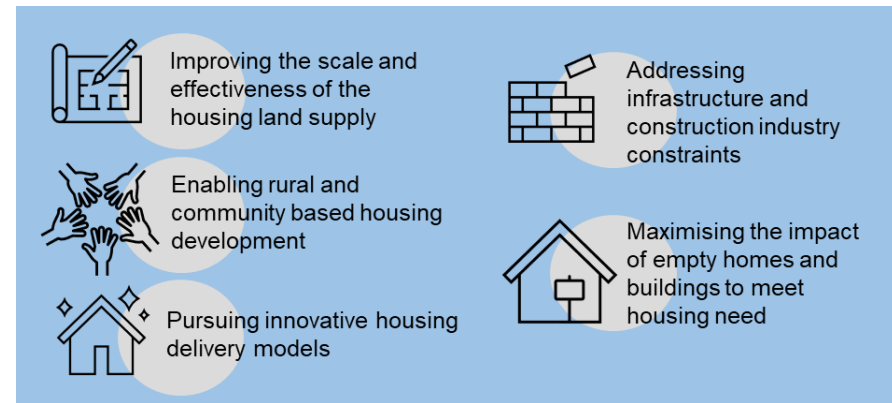 Improving the scale and
effectiveness of the
housing land supply
Enabling rural and
community based housing
development
Pursuing innovative housing
delivery models
Addressing
infrastructure and
construction industry
constraints
Maximising the impact
of empty homes and
buildings to meet
housing need